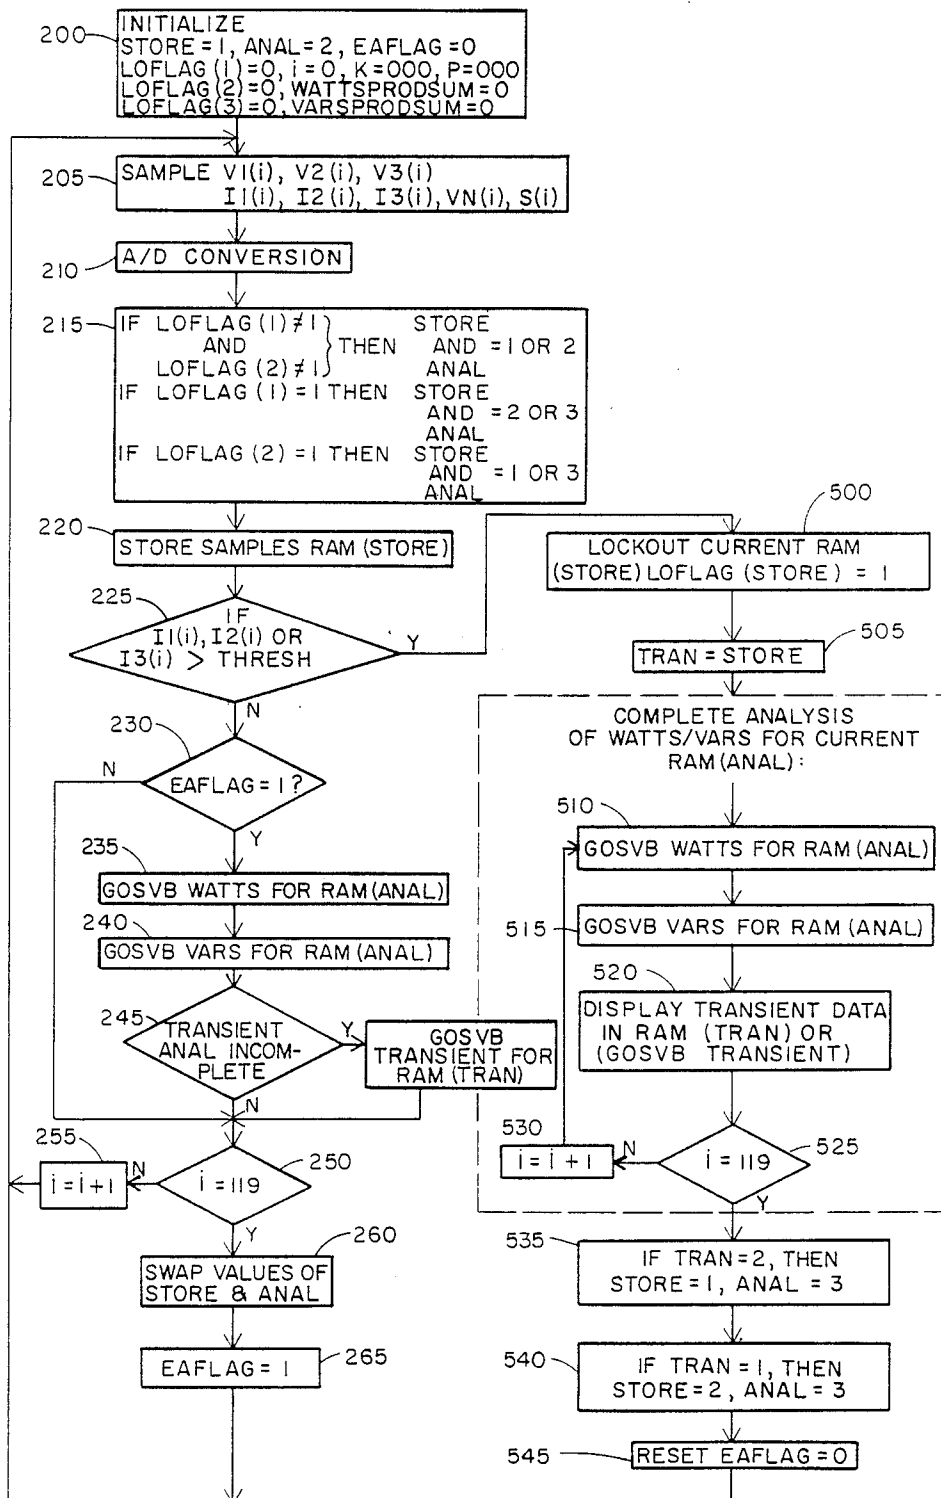 200
INITIALIZE
STORE=1, ANAL=2, EAFLAG=0
LOFLAG(1)=0, i=0, K=000, P=000
LOFLAG(2)=0, WATTSPRODSUM=0
LOFLAG(3)=0, VARSPRODSUM=0
205
SAMPLE V1(i), V2(i), V3(i)
I1(i), I2(i), I3(i), VN(i), S(i)
210
A/D CONVERSION
215
IF LOFLAG(1)≠1
AND
LOFLAG(2)≠1
THEN
STORE
AND =1 OR 2
ANAL
IF LOFLAG(1)=1 THEN STORE
AND =2 OR 3
ANAL
IF LOFLAG(2)=1 THEN STORE
AND =1 OR 3
ANAL
220
STORE SAMPLES RAM(STORE)
225
IF
I1(i), I2(i) OR
I3(i) > THRESH
Y
N
230
EAFLAG=1?
N
Y
235
GOSVB WATTS FOR RAM(ANAL)
240
GOSVB VARS FOR RAM(ANAL)
245
TRANSIENT
ANAL INCOM-
PLETE
Y
N
GOSVB
TRANSIENT FOR
RAM(TRAN)
250
i=119
N
Y
255
i=i+1
260
SWAP VALUES OF
STORE & ANAL
265
EAFLAG=1
500
LOCKOUT CURRENT RAM
(STORE) LOFLAG(STORE) = 1
505
TRAN=STORE
COMPLETE ANALYSIS
OF WATTS/VARS FOR CURRENT
RAM(ANAL):
510
GOSVB WATTS FOR RAM(ANAL)
515
GOSVB VARS FOR RAM(ANAL)
520
DISPLAY TRANSIENT DATA
IN RAM (TRAN) OR
(GOSVB TRANSIENT)
525
i=119
N
Y
530
i=i+1
535
IF TRAN=2, THEN
STORE=1, ANAL=3
540
IF TRAN=1, THEN
STORE=2, ANAL=3
545
RESET EAFLAG=0